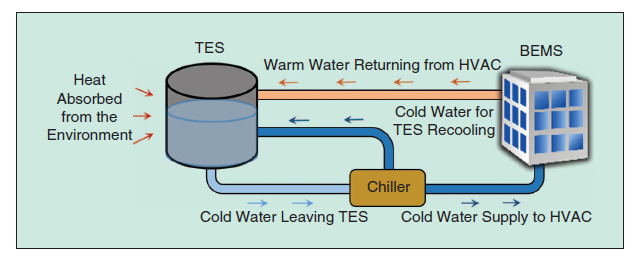 TES
BEMS
Warm Water Returning from HVAC
Heat
Absorbed
from the
Environment
Cold Water for
TES Recooling
Chiller
Cold Water Leaving TES
Cold Water Supply to HVAC